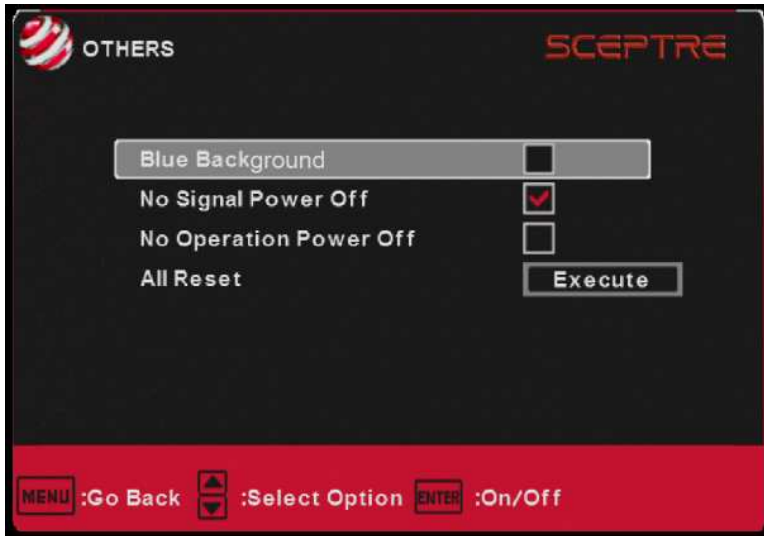 OTHERS SCEPTRE
Blue Background
No Signal Power Off
No Operation Power Off
All Reset Execute
MENU :Go Back :Select Option ENTER :On/Off